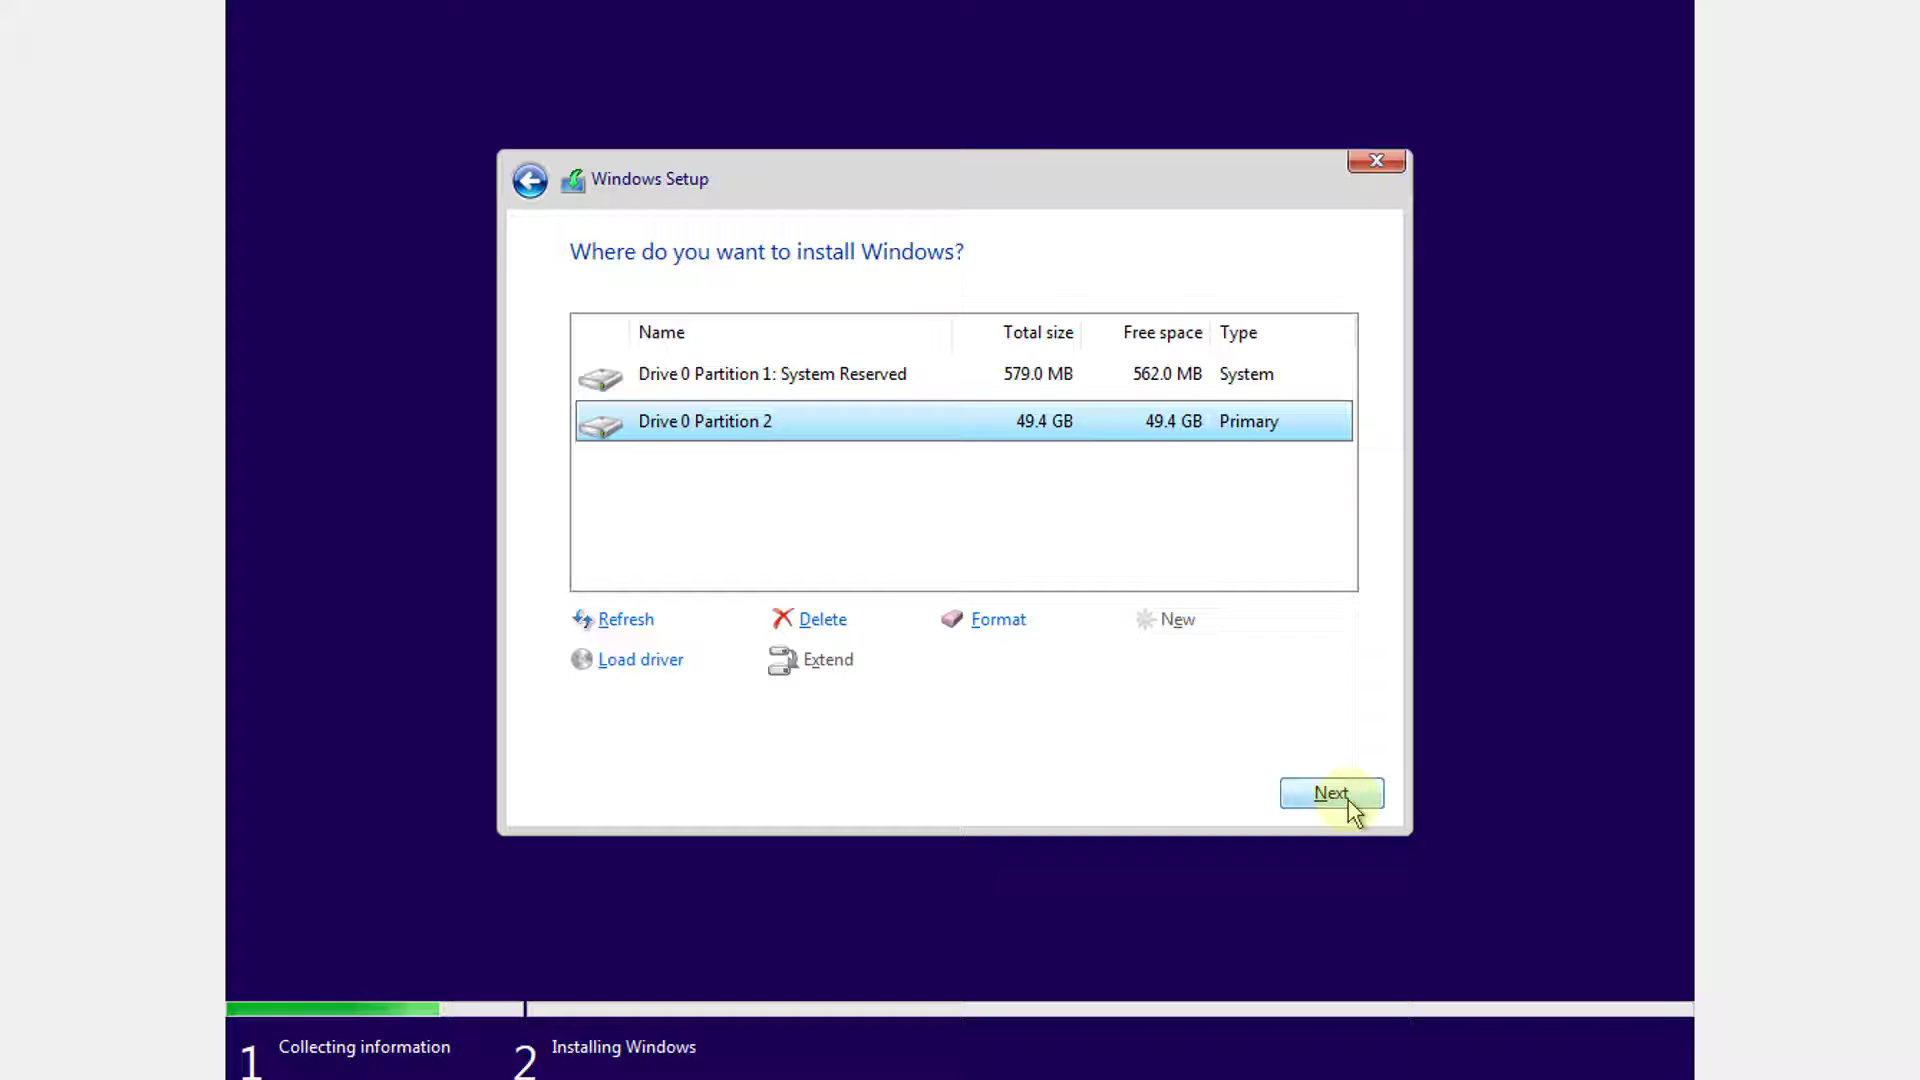 Windows Setup
Where do you want to install Windows?
Name Total size Free space Type
Drive 0 Partition 1: System Reserved 579.0 MB 562.0 MB System
Drive 0 Partition 2 49.4 GB 49.4 GB Primary
Refresh Delete Format New
Load driver Extend
Next
1 Collecting information 2 Installing Windows